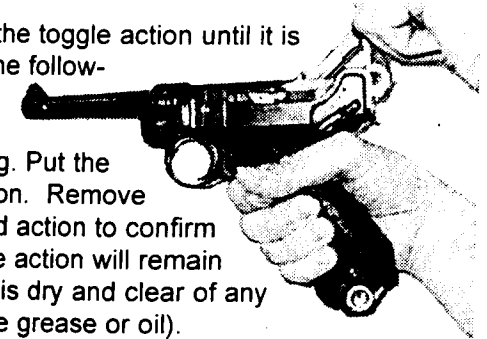 the toggle action until it is
ne follow-
g. Put the
on. Remove
d action to confirm
e action will remain
is dry and clear of any
e grease or oil).